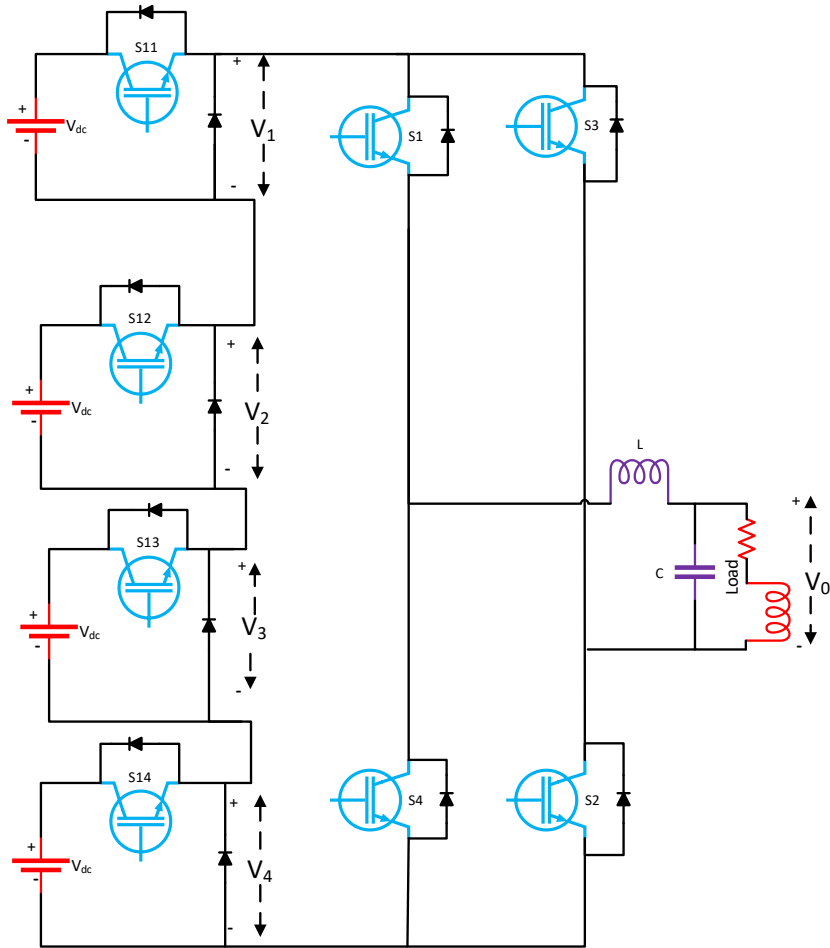 S11
+
-
Vdc
+
V1
-
S1
S3
S12
+
-
Vdc
+
V2
-
S13
+
-
Vdc
+
V3
-
L
C
Load
+
V0
-
S14
+
-
Vdc
+
V4
-
S4
S2